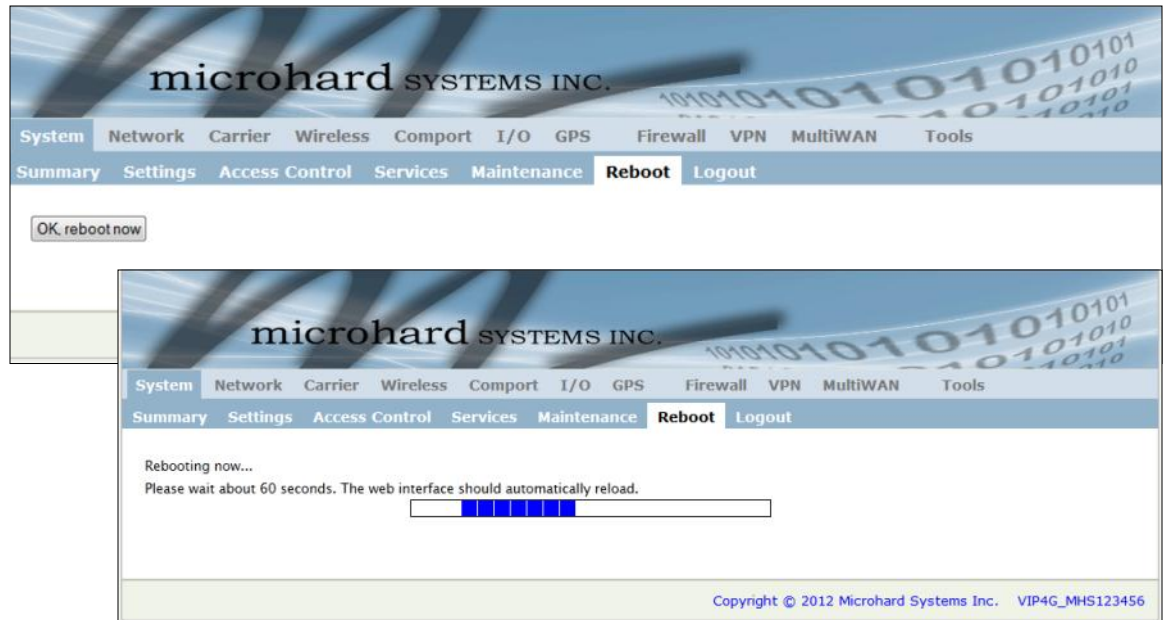 microhard SYSTEMS INC.
System Network Carrier Wireless Comport I/O GPS Firewall VPN MultiWAN Tools
Summary Settings Access Control Services Maintenance Reboot Logout
OK, reboot now
microhard SYSTEMS INC.
System Network Carrier Wireless Comport I/O GPS Firewall VPN MultiWAN Tools
Summary Settings Access Control Services Maintenance Reboot Logout
Rebooting now...
Please wait about 60 seconds. The web interface should automatically reload.
Copyright © 2012 Microhard Systems Inc. VIP4G_MHS123456